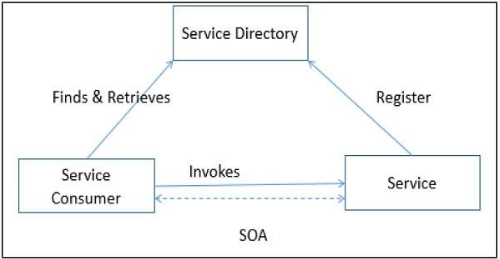 Service Directory
Finds & Retrieves
Register
Service
Consumer
Invokes
Service
SOA